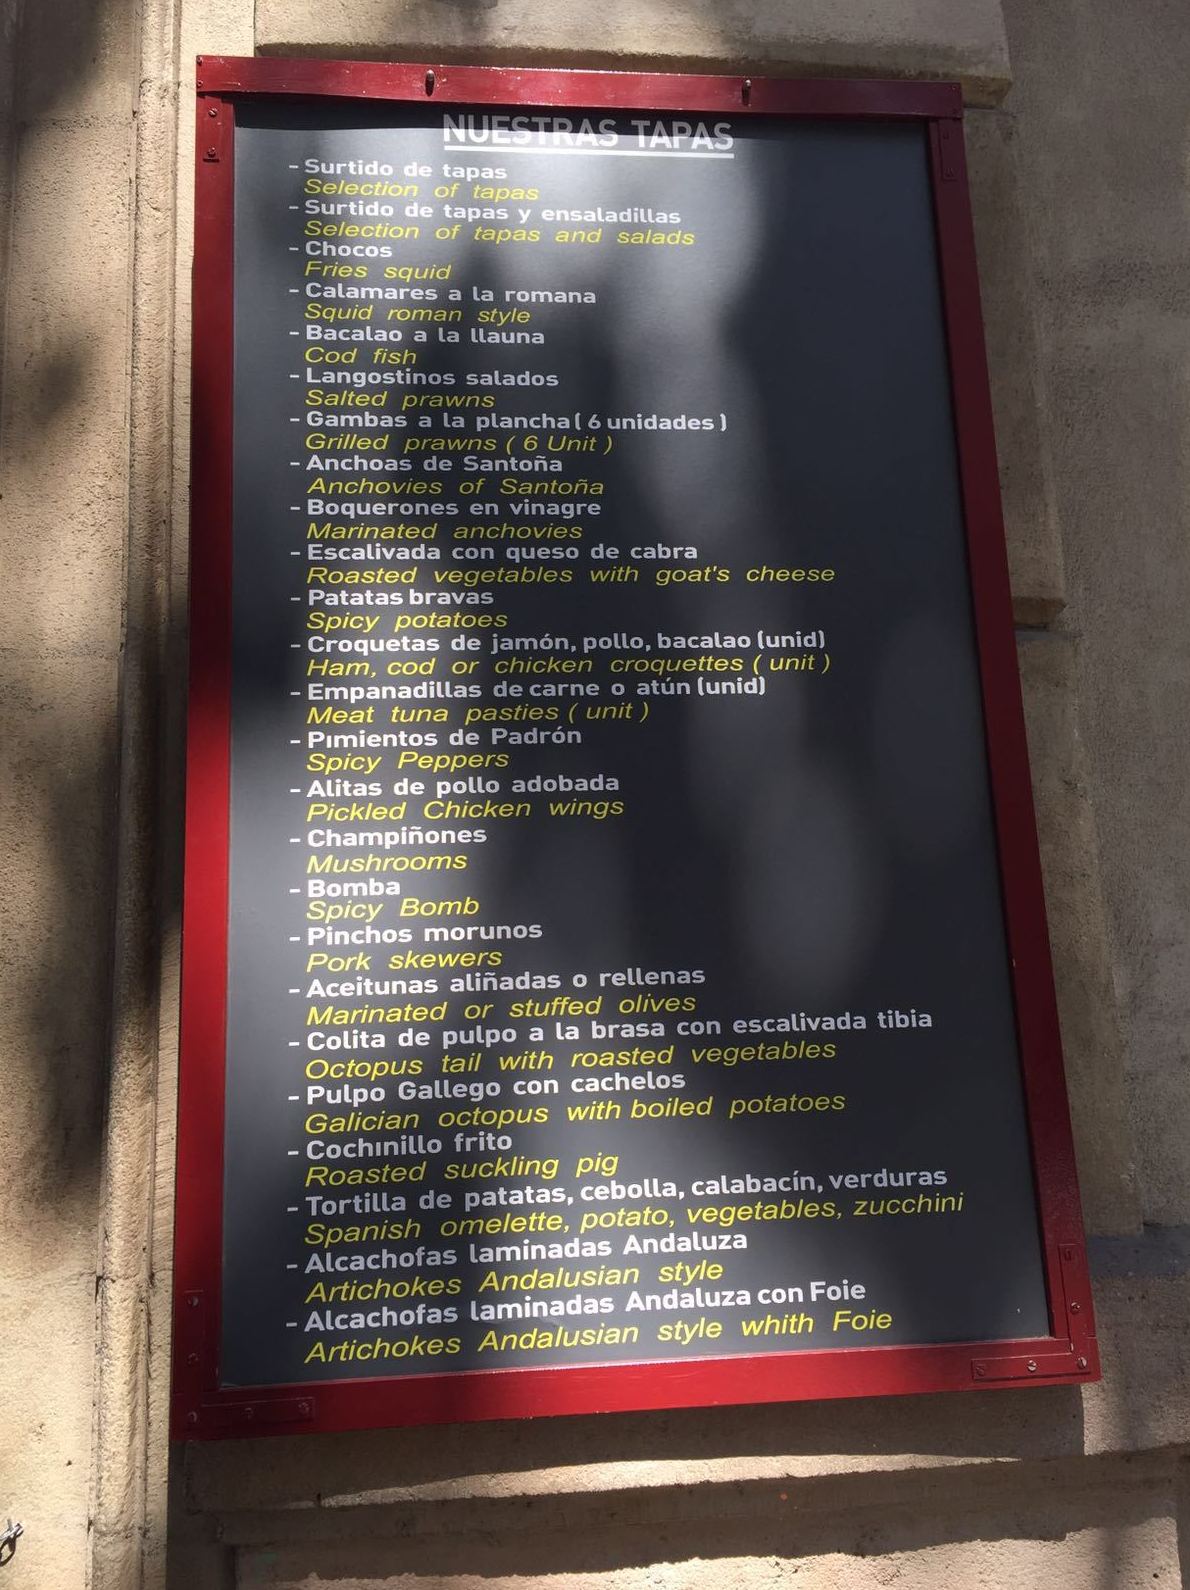 NUESTRAS TAPAS
- Surtido de tapas
Selection of tapas
- Surtido de tapas y ensaladillas
Selection of tapas and salads
- Chocos
Fries squid
- Calamares a la romana
Squid roman style
- Bacalao a la llauna
Cod fish
- Langostinos salados
Salted prawns
- Gambas a la plancha( 6 unidades )
Grilled prawns ( 6 Unit )
- Anchoas de Santoña
Anchovies of Santoña
- Boquerones en vinagre
Marinated anchovies
- Escalivada con queso de cabra
Roasted vegetables with goat's cheese
- Patatas bravas
Spicy potatoes
- Croquetas de jamón, pollo, bacalao (unid)
Ham, cod or chicken croquettes ( unit )
- Empanadillas de carne o atún (unid)
Meat tuna pasties ( unit )
- Pimientos de Padrón
Spicy Peppers
- Alitas de pollo adobada
Pickled Chicken wings
- Champiñones
Mushrooms
- Bomba
Spicy Bomb
- Pinchos morunos
Pork skewers
- Aceitunas aliñadas o rellenas
Marinated or stuffed olives
- Colita de pulpo a la brasa con escalivada tibia
Octopus tail with roasted vegetables
- Pulpo Gallego con cachelos
Galician octopus with boiled potatoes
- Cochinillo frito
Roasted suckling pig
- Tortilla de patatas, cebolla, calabacín, verduras
Spanish omelette, potato, vegetables, zucchini
- Alcachofas laminadas Andaluza
Artichokes Andalusian style
- Alcachofas laminadas Andaluza con Foie
Artichokes Andalusian style whith Foie